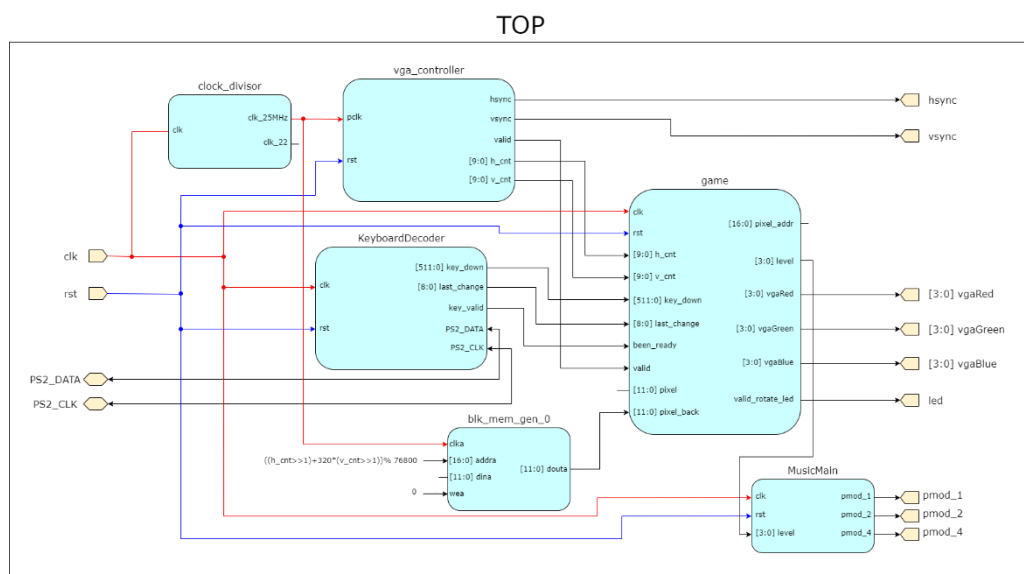 TOP
clock_divisor
clk
clk_25MHz
clk_22
vga_controller
pclk
rst
hsync
vsync
valid
[9:0] h_cnt
[9:0] v_cnt
hsync
vsync
game
clk
rst
[9:0] h_cnt
[9:0] v_cnt
[511:0] key_down
[8:0] last_change
been_ready
valid
[11:0] pixel
[11:0] pixel_back
[16:0] pixel_addr
[3:0] level
[3:0] vgaRed
[3:0] vgaGreen
[3:0] vgaBlue
valid_rotate_led
[3:0] vgaRed
[3:0] vgaGreen
[3:0] vgaBlue
led
clk
rst
KeyboardDecoder
clk
rst
[511:0] key_down
[8:0] last_change
key_valid
PS2_DATA
PS2_CLK
PS2_DATA
PS2_CLK
blk_mem_gen_0
((h_cnt>>1)+320*(v_cnt>>1))% 76800
0
clka
[16:0] addra
[11:0] dina
wea
[11:0] douta
MusicMain
clk
rst
[3:0] level
pmod_1
pmod_2
pmod_4
pmod_1
pmod_2
pmod_4